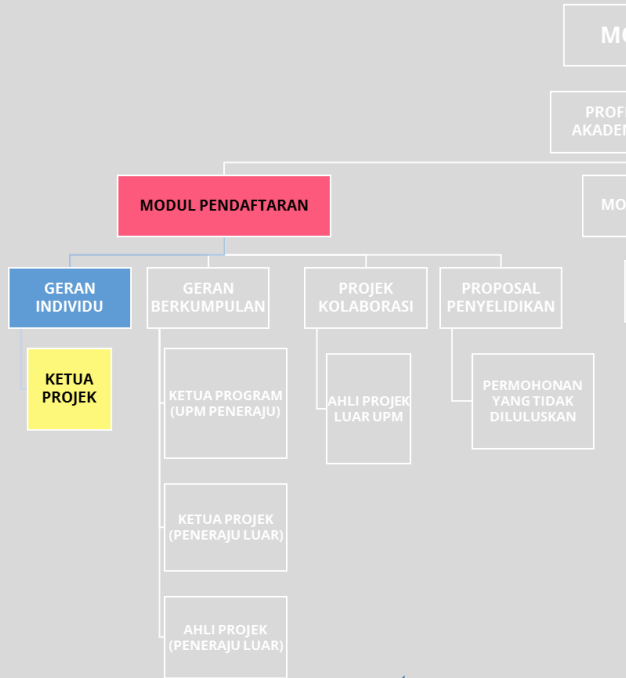 MODUL PENDAFTARAN
GERAN
INDIVIDU
GERAN
BERKUMPULAN
PROJEK
KOLABORASI
PROPOSAL
PENYELIDIKAN
KETUA
PROJEK
KETUA PROGRAM
(UPM PENERAJU)
AHLI PROJEK
LUAR UPM
PERMOHONAN
YANG TIDAK
DILULUSKAN
KETUA PROJEK
(PENERAJU LUAR)
AHLI PROJEK
(PENERAJU LUAR)